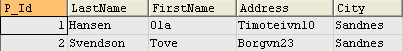 P_Id LastName FirstName Address City
1 Hansen Ola Timoteivn10 Sandnes
2 Svendson Tove Borgvn23 Sandnes